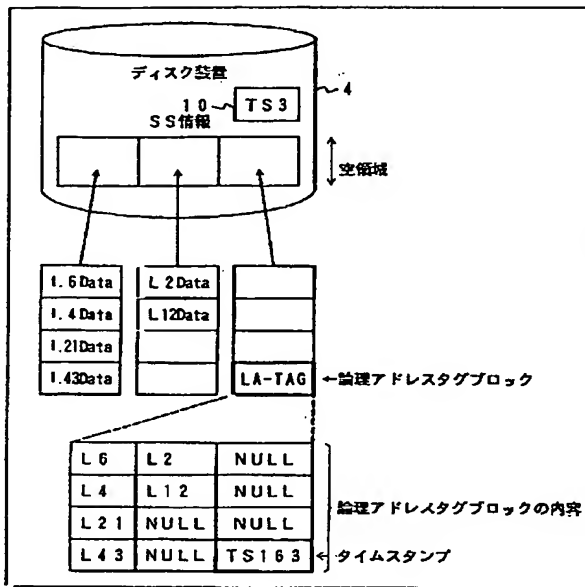 ディスク装置
4
10 TS3
SS情報
空領域
L6Data L2Data
L4Data L12Data
L21Data
L43Data LA-TAG ←論理アドレスタグブロック
L6 L2 NULL
L4 L12 NULL
論理アドレスタグブロックの内容
L21 NULL NULL
L43 NULL TS163 ←タイムスタンプ